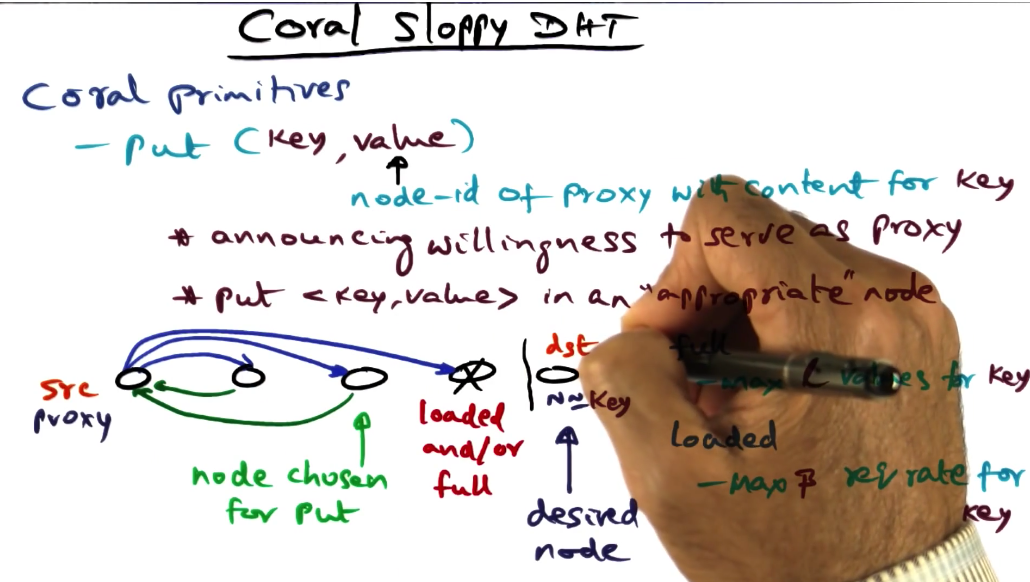 Coral Sloppy DHT
Coral primitives
- put (key, value)
node-id of proxy with content for key
* announcing willingness to serve as proxy
* put <key, value> in an "appropriate" node
dst
full
src
- max l values for key
proxy
N≈Key
loaded
and/or
full
loaded
node chosen
for put
- max β req rate for
key
desired
node